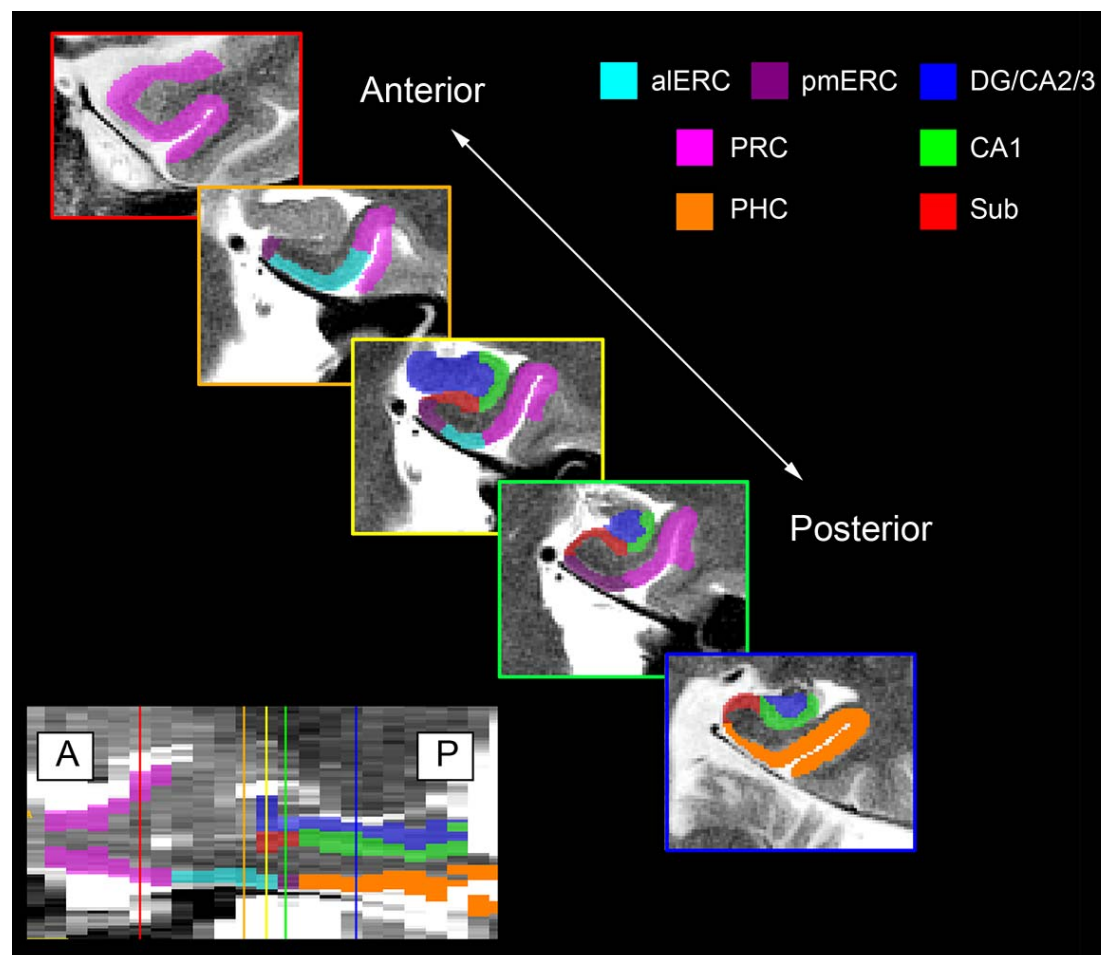 Anterior
alERC pmERC DG/CA2/3
PRC CA1
PHC Sub
Posterior
A P